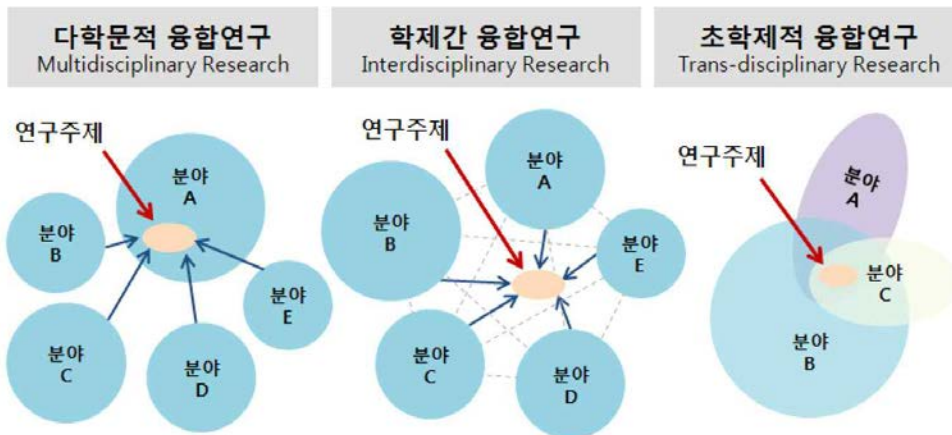 다학문적 융합연구
Multidisciplinary Research
연구주제
분야
A
분야
B
분야
C
분야
D
분야
E
학제간 융합연구
Interdisciplinary Research
연구주제
분야
A
분야
B
분야
E
분야
C
분야
D
초학제적 융합연구
Trans-disciplinary Research
연구주제
분야
A
분야
C
분야
B